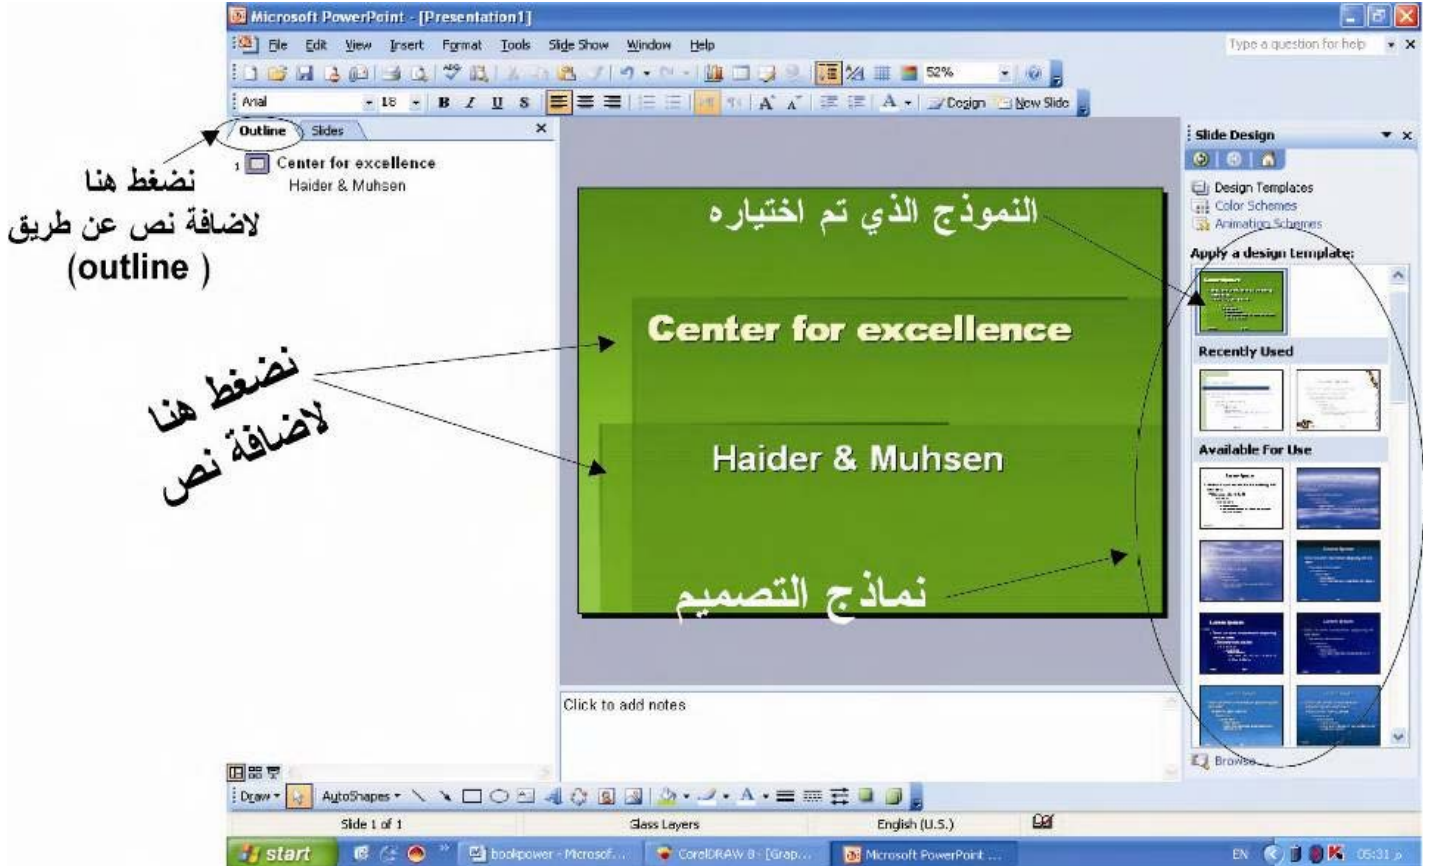 Microsoft PowerPoint - [Presentation1]
File Edit View Insert Format Tools Slide Show Window Help
Type a question for help
52%
Arial 18 B I U S A A A Design New Slide
Outline Slides
Slide Design
1 Center for excellence
Haider & Muhsen
نضغط هنا
لاضافة نص عن طريق
(outline )
نضغط هنا
لاضافة نص
النموذج الذي تم اختياره
Center for excellence
Haider & Muhsen
نماذج التصميم
Design Templates
Color Schemes
Animation Schemes
Apply a design template:
Recently Used
Available For Use
Browse...
Click to add notes
Draw AutoShapes
Slide 1 of 1 Glass Layers English (U.S.)
start bookpower - Microsof... CorelDRAW 8 - [Grap... Microsoft PowerPoint ... EN 05:31 م